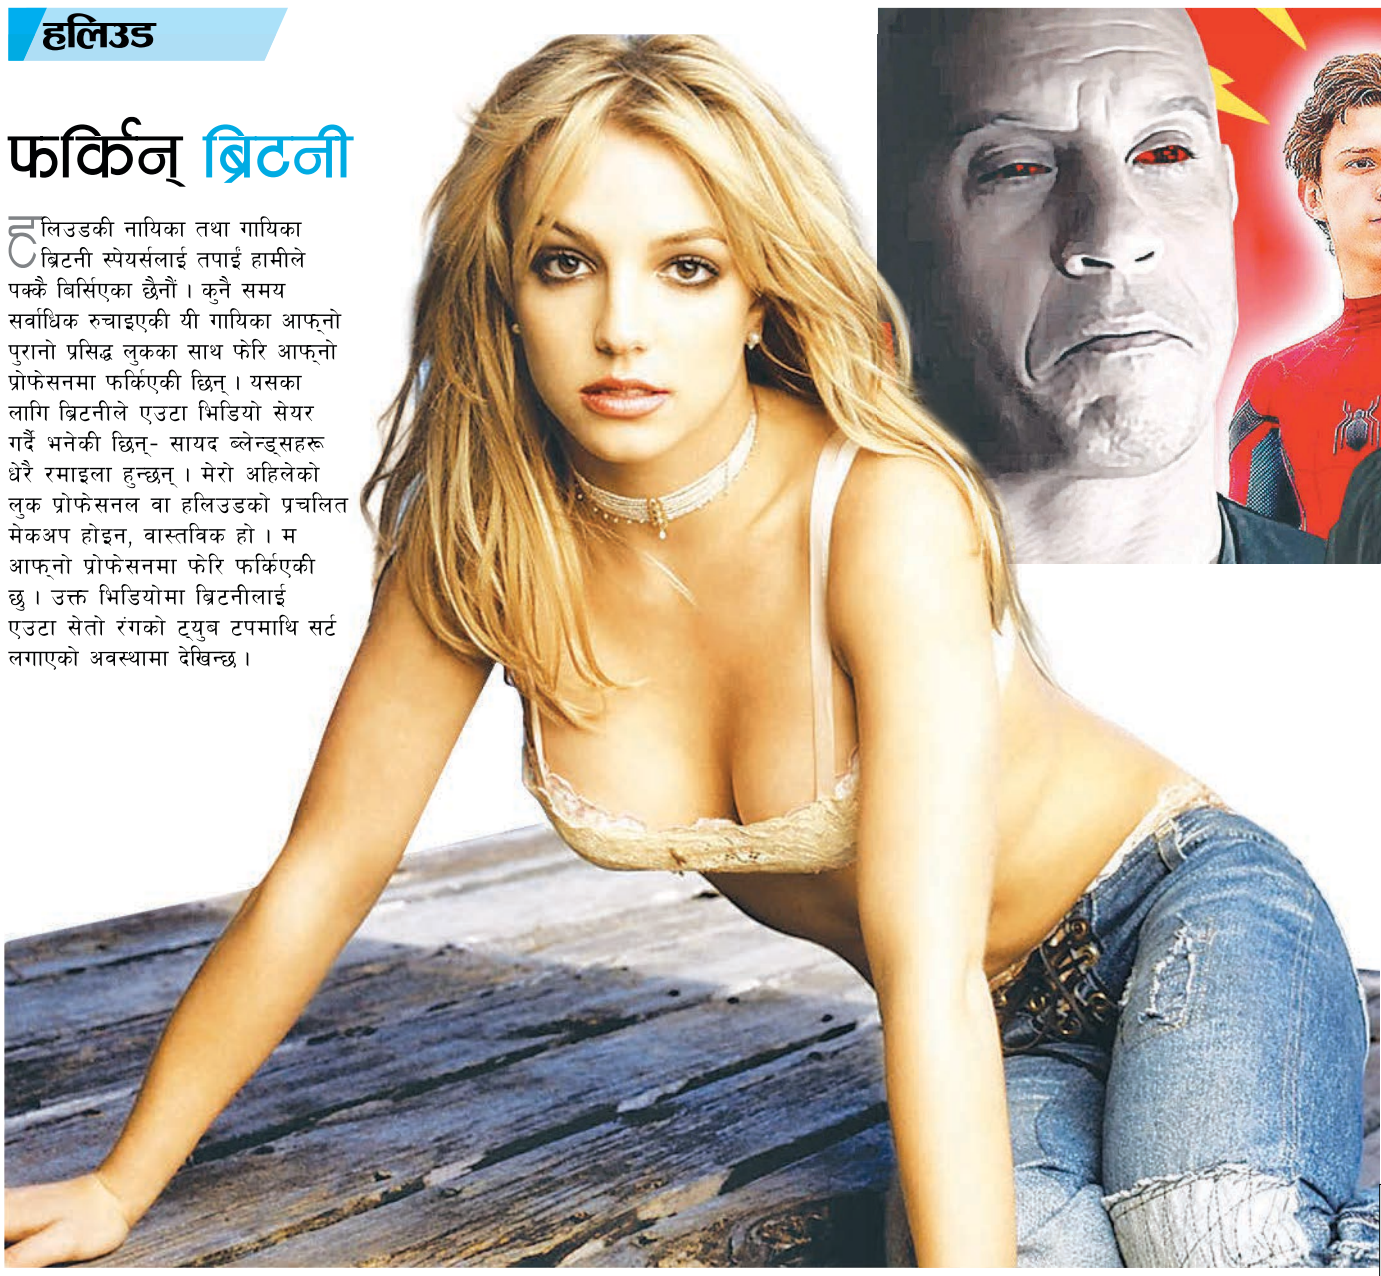 हलिउड
फर्किन् ब्रिटनी
हलिउडकी नायिका तथा गायिका
ब्रिटनी स्पेयर्सलाई तपाईं हामीले
पक्कै बिर्सिएका छैनौं । कुनै समय
सर्वाधिक रुचाइएकी यी गायिका आफ्नो
पुरानो प्रसिद्ध लुकका साथ फेरि आफ्नो
प्रोफेसनमा फर्किएकी छिन् । यसका
लागि ब्रिटनीले एउटा भिडियो सेयर
गर्दै भनेकी छिन्- सायद ब्लेन्ड्सहरू
धेरै रमाइला हुन्छन् । मेरो अहिलेको
लुक प्रोफेसनल वा हलिउडको प्रचलित
मेकअप होइन, वास्तविक हो । म
आफ्नो प्रोफेसनमा फेरि फर्किएकी
छु । उक्त भिडियोमा ब्रिटनीलाई
एउटा सेतो रंगको ट्युब टपमाथि सर्ट
लगाएको अवस्थामा देखिन्छ ।